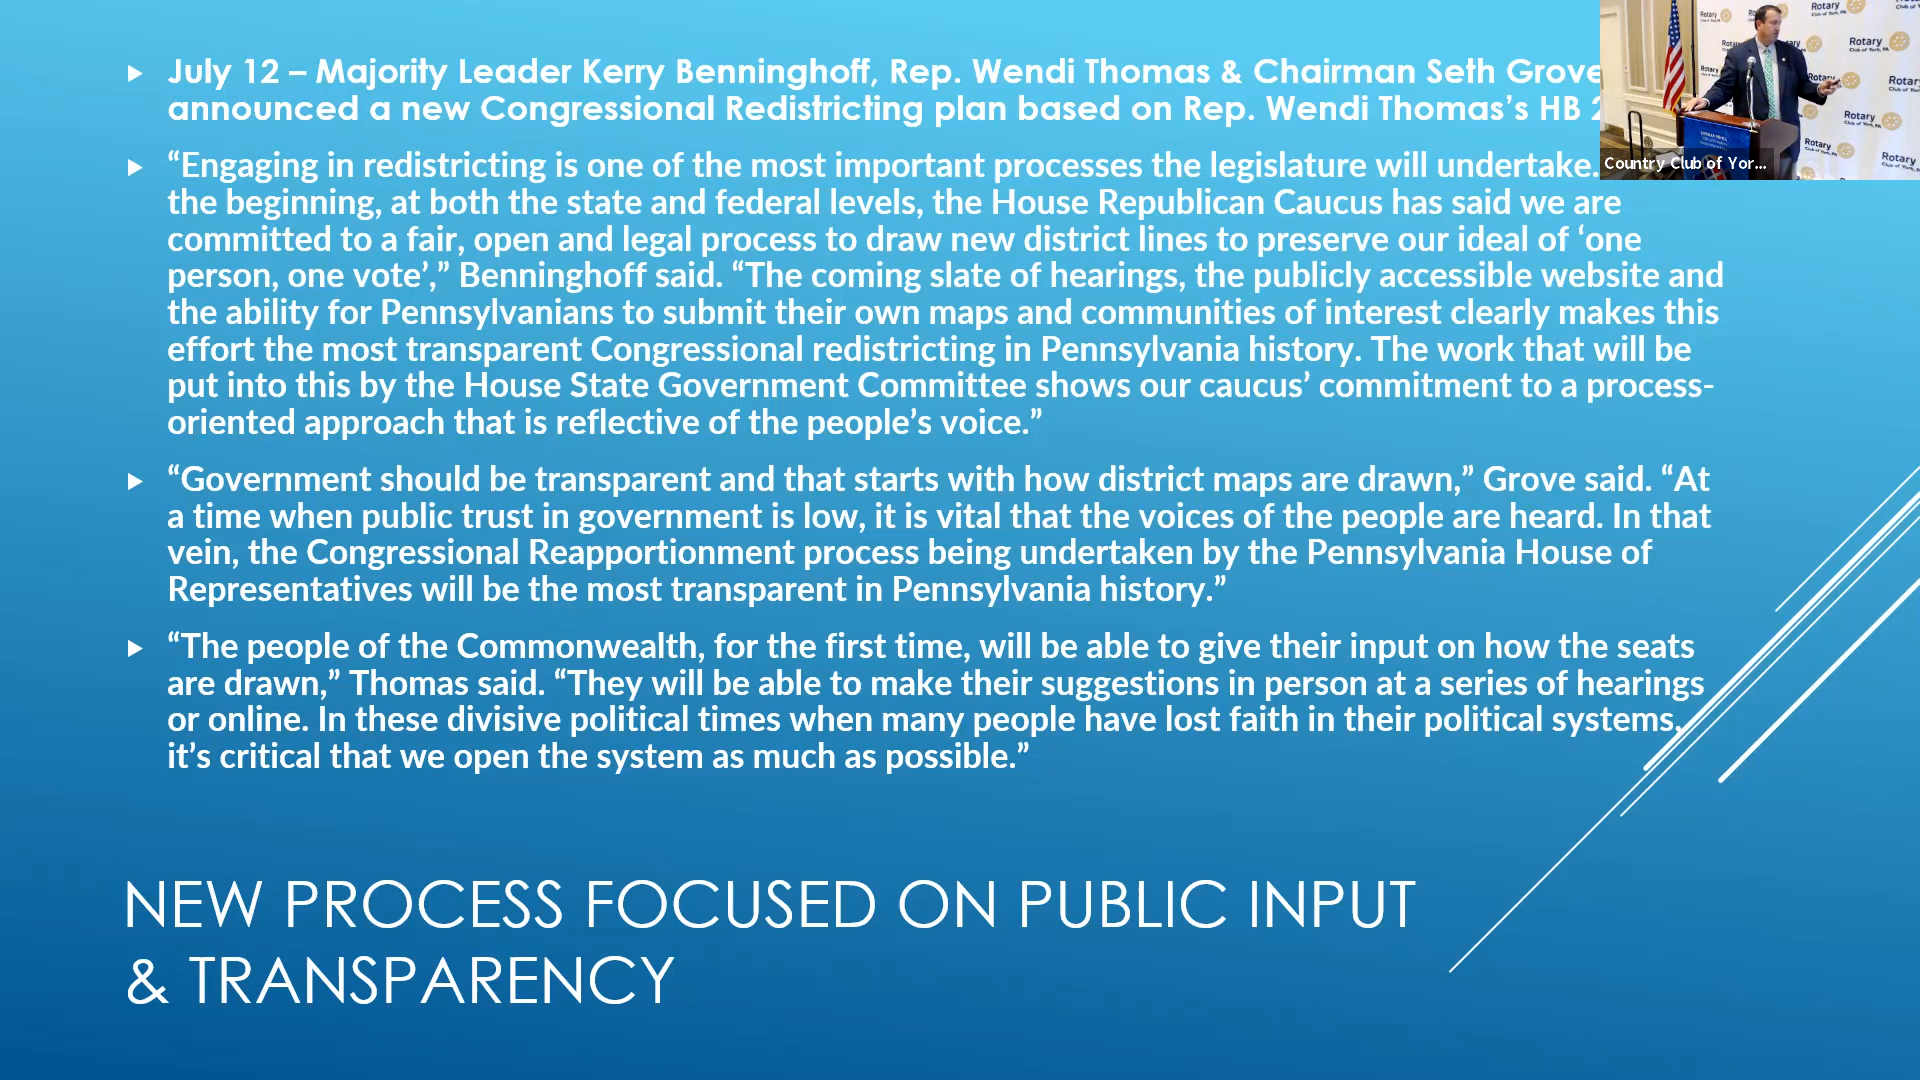 July 12 – Majority Leader Kerry Benninghoff, Rep. Wendi Thomas & Chairman Seth Grove
announced a new Congressional Redistricting plan based on Rep. Wendi Thomas’s HB
“Engaging in redistricting is one of the most important processes the legislature will undertake.
the beginning, at both the state and federal levels, the House Republican Caucus has said we are
committed to a fair, open and legal process to draw new district lines to preserve our ideal of ‘one
person, one vote’,” Benninghoff said. “The coming slate of hearings, the publicly accessible website and
the ability for Pennsylvanians to submit their own maps and communities of interest clearly makes this
effort the most transparent Congressional redistricting in Pennsylvania history. The work that will be
put into this by the House State Government Committee shows our caucus’ commitment to a process-
oriented approach that is reflective of the people’s voice.”
“Government should be transparent and that starts with how district maps are drawn,” Grove said. “At
a time when public trust in government is low, it is vital that the voices of the people are heard. In that
vein, the Congressional Reapportionment process being undertaken by the Pennsylvania House of
Representatives will be the most transparent in Pennsylvania history.”
“The people of the Commonwealth, for the first time, will be able to give their input on how the seats
are drawn,” Thomas said. “They will be able to make their suggestions in person at a series of hearings
or online. In these divisive political times when many people have lost faith in their political systems,
it’s critical that we open the system as much as possible.”
NEW PROCESS FOCUSED ON PUBLIC INPUT
& TRANSPARENCY
Rotary
Club of York, PA
Country Club of Yor...